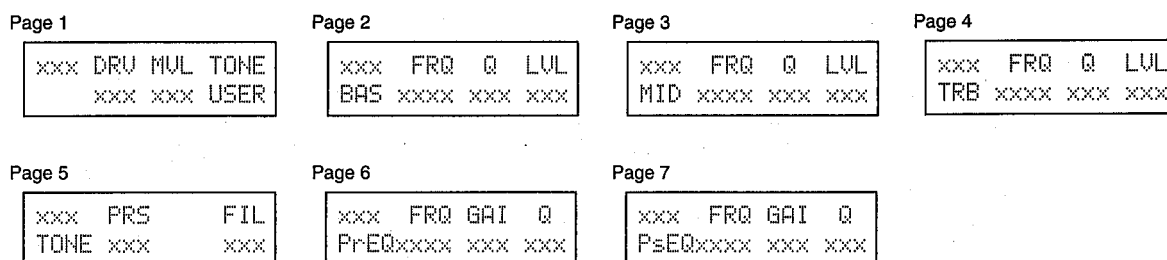 Page 1
xxx DRV MVL TONE
xxx xxx USER
Page 2
xxx FRQ Q LVL
BAS xxxx xxx xxx
Page 3
xxx FRQ Q LVL
MID xxxx xxx xxx
Page 4
xxx FRQ Q LVL
TRB xxxx xxx xxx
Page 5
xxx PRS FIL
TONE xxx xxx
Page 6
xxx FRQ GAI Q
PrEQxxxx xxx xxx
Page 7
xxx FRQ GAI Q
PsEQxxxx xxx xxx